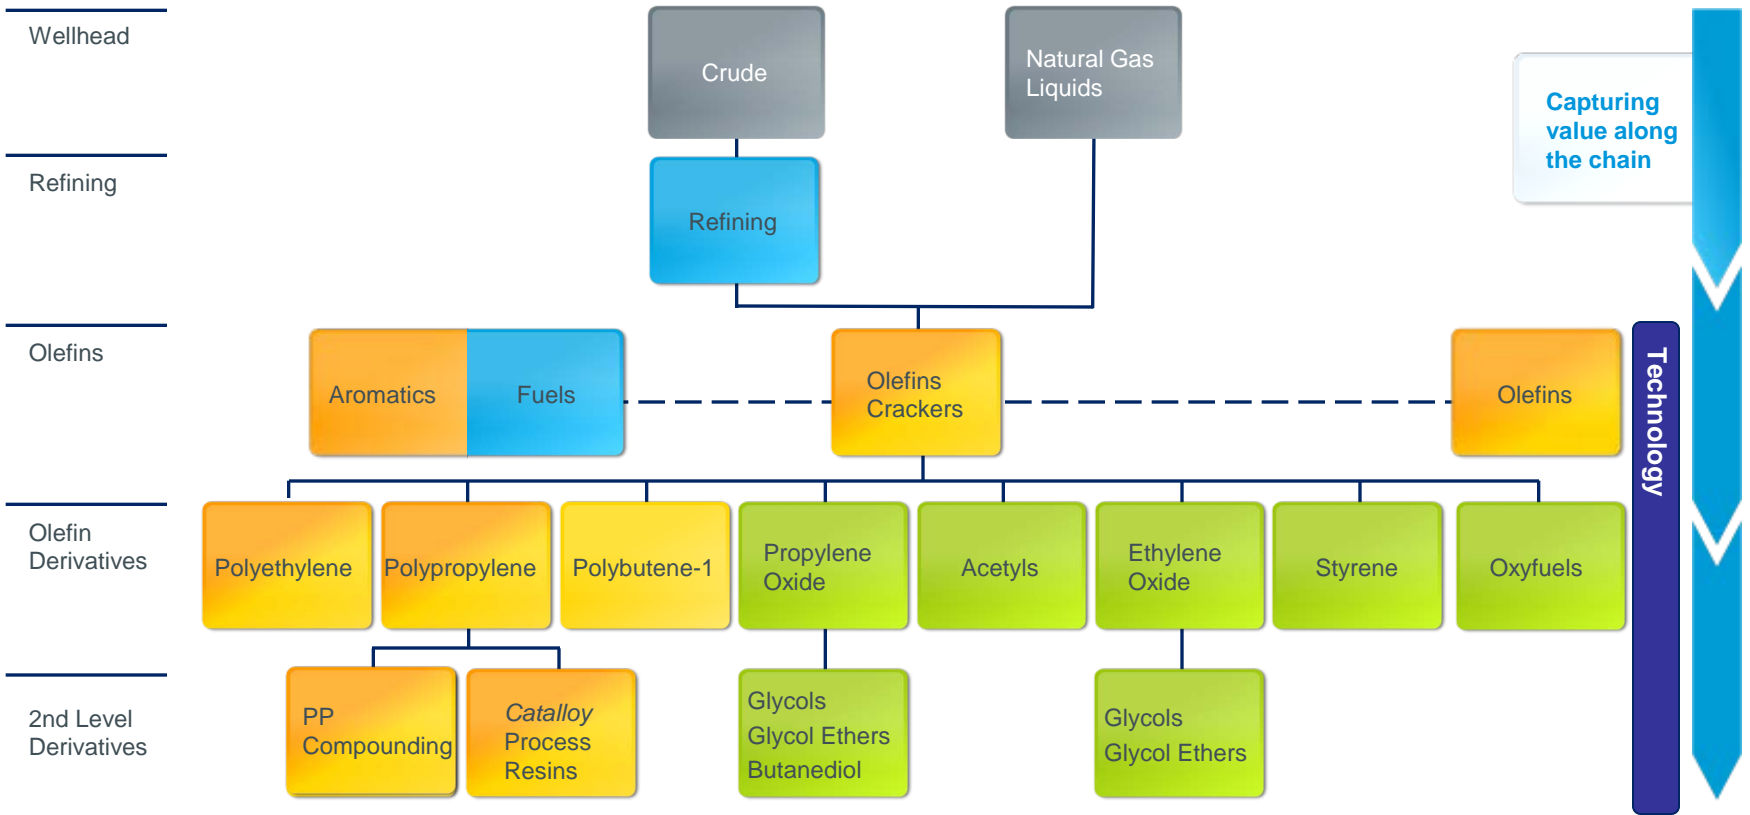 Wellhead
Crude
Natural Gas
Liquids
Capturing
value along
the chain
Refining
Refining
Olefins
Aromatics
Fuels
Olefins
Crackers
Olefins
Technology
Olefin
Derivatives
Polyethylene
Polypropylene
Polybutene-1
Propylene
Oxide
Acetyls
Ethylene
Oxide
Styrene
Oxyfuels
2nd Level
Derivatives
PP
Compounding
Catalloy
Process
Resins
Glycols
Glycol Ethers
Butanediol
Glycols
Glycol Ethers